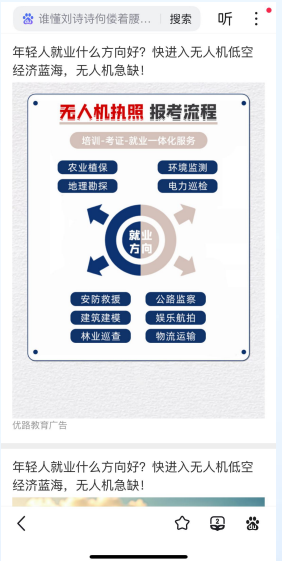 谁懂刘诗诗佝偻着腰... 搜索 听
年轻人就业什么方向好？快进入无人机低空
经济蓝海，无人机急缺！
无人机执照 报考流程
培训-考证-就业一体化服务
农业植保 环境监测
地理勘探 电力巡检
就业
方向
安防救援 公路监察
建筑建模 娱乐航拍
林业巡查 物流运输
优路教育广告
年轻人就业什么方向好？快进入无人机低空
经济蓝海，无人机急缺！
2